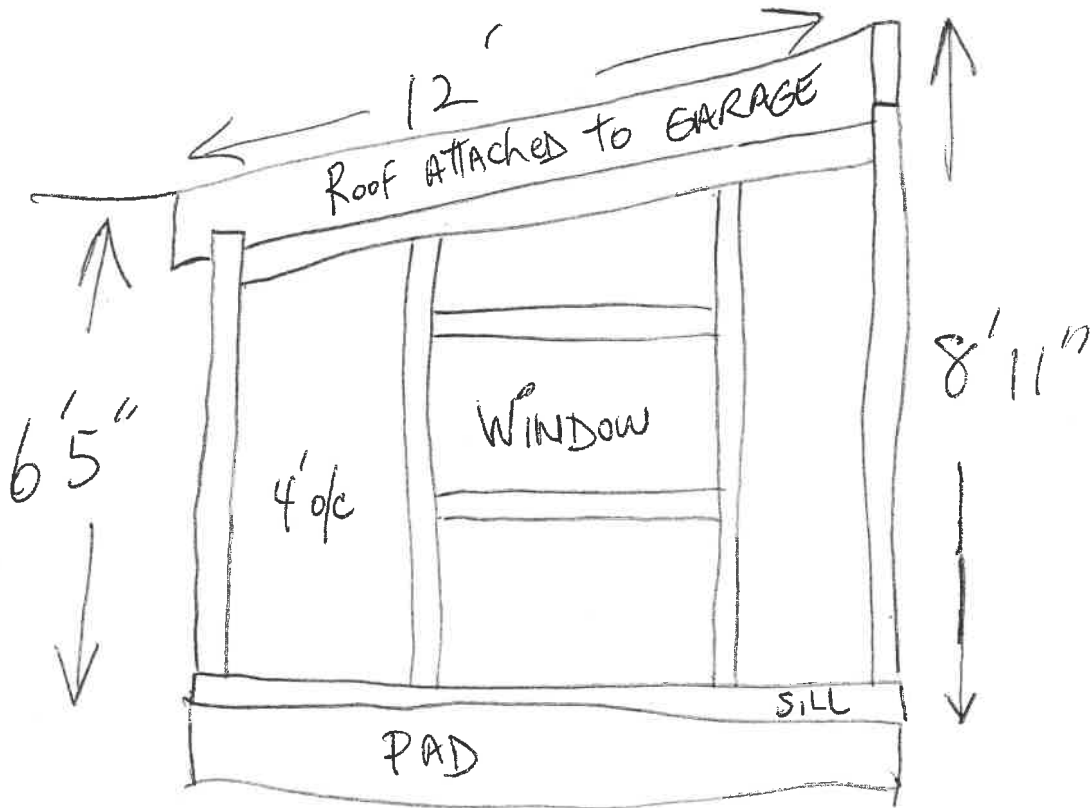 12'
Roof ATTACHED to GARAGE
6'5"
8'11"
WINDOW
4' o/c
SILL
PAD